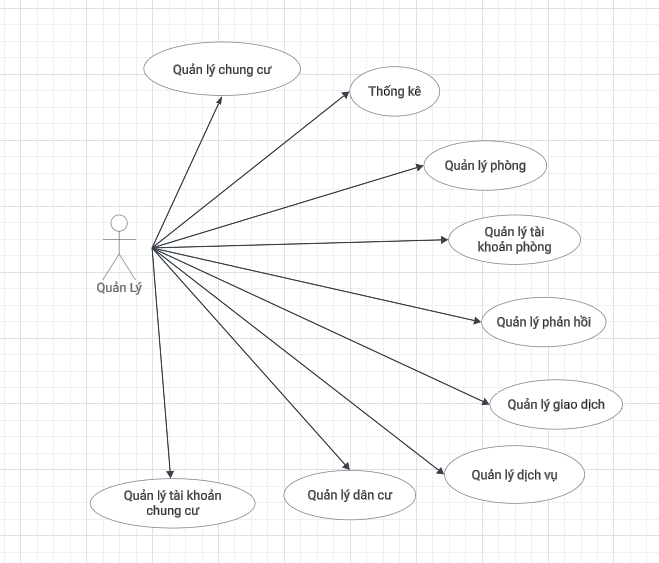 Quản lý chung cư
Thống kê
Quản lý phòng
Quản lý tài
khoản phòng
Quản Lý
Quản lý phản hồi
Quản lý giao dịch
Quản lý dịch vụ
Quản lý dân cư
Quản lý tài khoản
chung cư